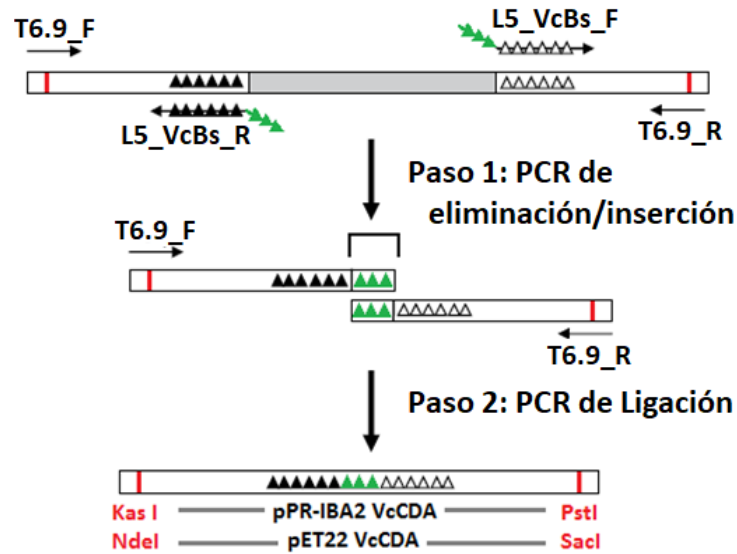 T6.9_F
L5_VcBs_F
L5_VcBs_R
T6.9_R
Paso 1: PCR de
eliminación/inserción
T6.9_F
T6.9_R
Paso 2: PCR de Ligación
Kas I pPR-IBA2 VcCDA PstI
NdeI pET22 VcCDA SacI